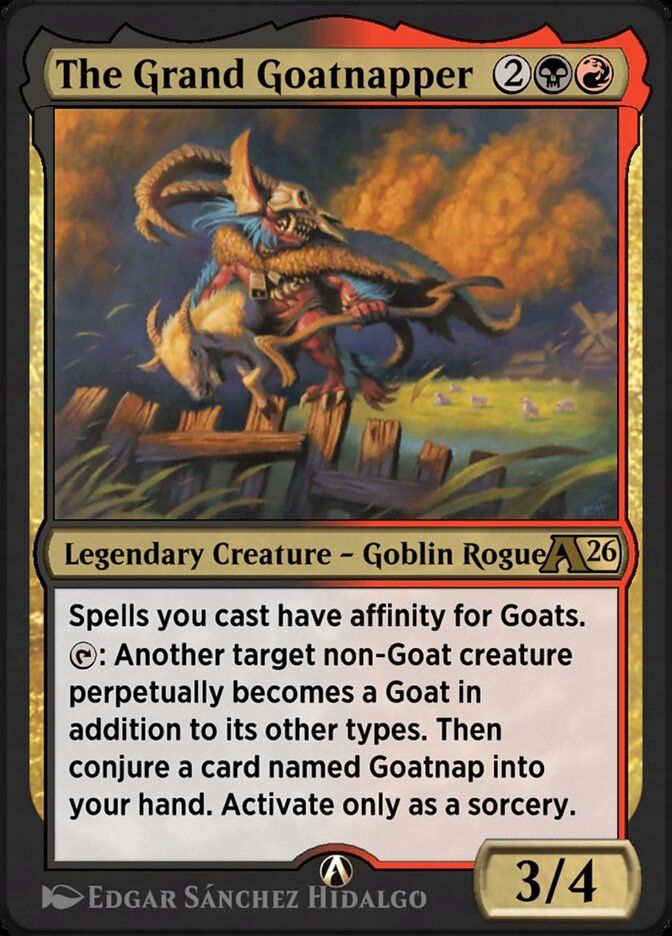 The Grand Goatnapper 2
Legendary Creature – Goblin Rogue A26
Spells you cast have affinity for Goats.
: Another target non-Goat creature
perpetually becomes a Goat in
addition to its other types. Then
conjure a card named Goatnap into
your hand. Activate only as a sorcery.
3/4
Edgar Sánchez Hidalgo